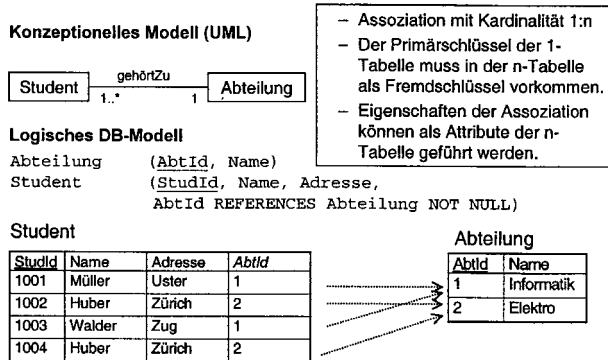 Konzeptionelles Modell (UML)
Student
gehörtZu
1..*
1
Abteilung
– Assoziation mit Kardinalität 1:n
– Der Primärschlüssel der 1-
Tabelle muss in der n-Tabelle
als Fremdschlüssel vorkommen.
– Eigenschaften der Assoziation
können als Attribute der n-
Tabelle geführt werden.
Logisches DB-Modell
Abteilung (AbtId, Name)
Student (StudId, Name, Adresse,
AbtId REFERENCES Abteilung NOT NULL)
Student
StudId Name Adresse AbtId
1001 Müller Uster 1
1002 Huber Zürich 2
1003 Walder Zug 1
1004 Huber Zürich 2
Abteilung
AbtId Name
1 Informatik
2 Elektro